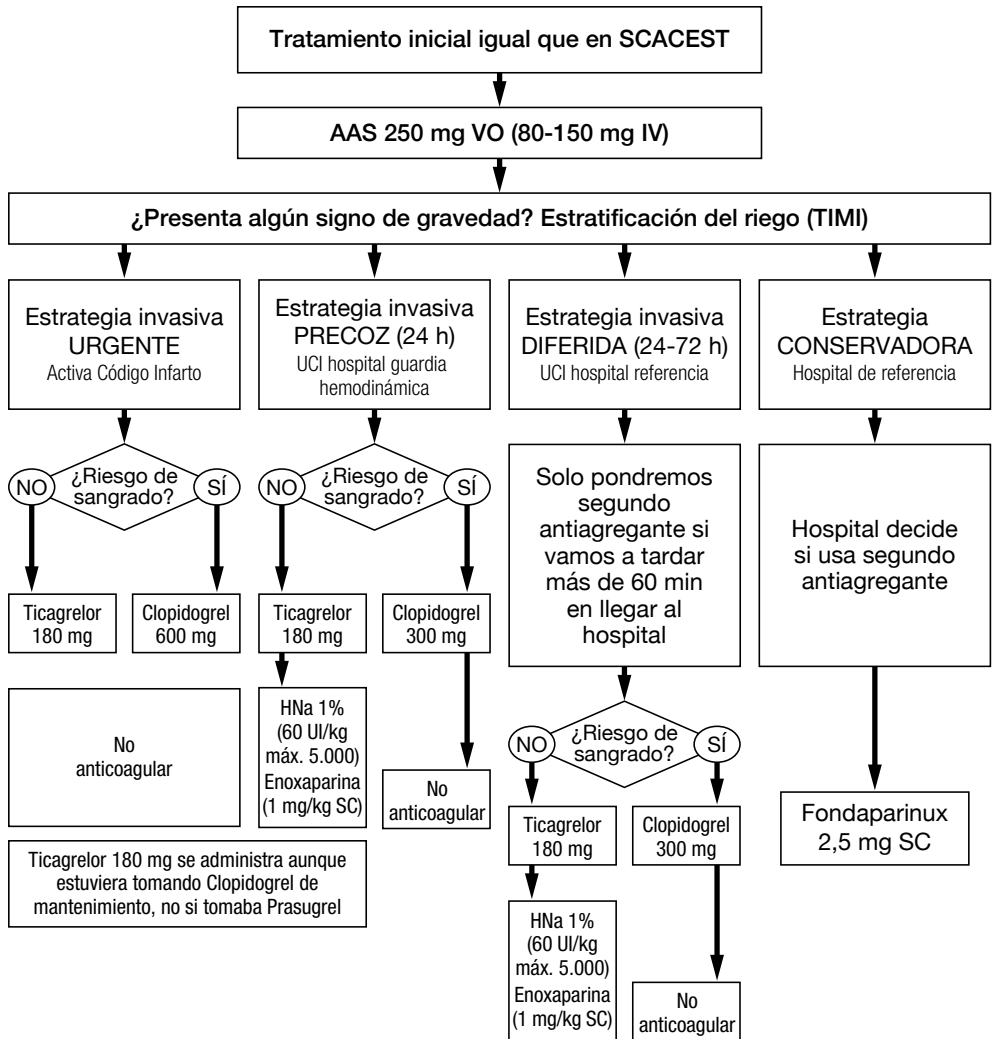 Tratamiento inicial igual que en SCACEST
AAS 250 mg VO (80-150 mg IV)
¿Presenta algún signo de gravedad? Estratificación del riego (TIMI)
Estrategia invasiva
URGENTE
Activa Código Infarto
Estrategia invasiva
PRECOZ (24 h)
UCI hospital guardia
hemodinámica
Estrategia invasiva
DIFERIDA (24-72 h)
UCI hospital referencia
Estrategia
CONSERVADORA
Hospital de referencia
NO
¿Riesgo de
sangrado?
SÍ
NO
¿Riesgo de
sangrado?
SÍ
Solo pondremos
segundo
antiagregante si
vamos a tardar
más de 60 min
en llegar al
hospital
Hospital decide
si usa segundo
antiagregante
Ticagrelor
180 mg
Clopidogrel
600 mg
Ticagrelor
180 mg
Clopidogrel
300 mg
No
anticoagular
HNa 1%
(60 UI/kg
máx. 5.000)
Enoxaparina
(1 mg/kg SC)
No
anticoagular
NO
¿Riesgo de
sangrado?
SÍ
Ticagrelor
180 mg
Clopidogrel
300 mg
Fondaparinux
2,5 mg SC
Ticagrelor 180 mg se administra aunque
estuviera tomando Clopidogrel de
mantenimiento, no si tomaba Prasugrel
HNa 1%
(60 UI/kg
máx. 5.000)
Enoxaparina
(1 mg/kg SC)
No
anticoagular